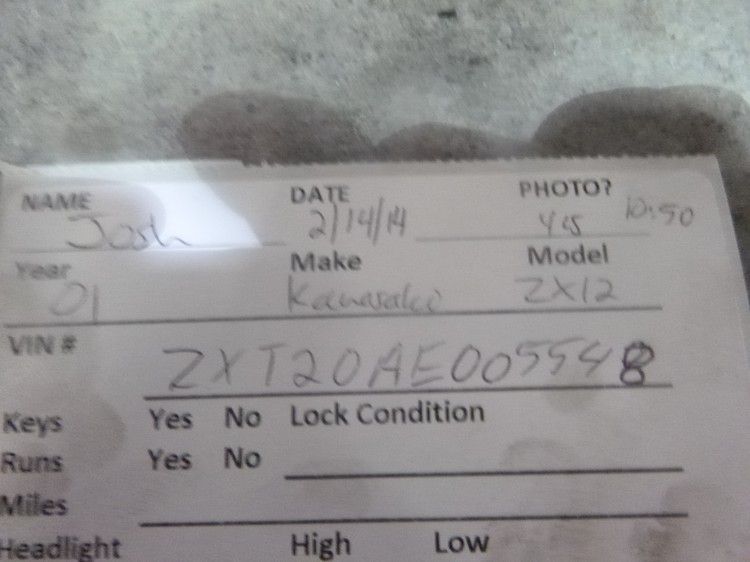 NAME DATE PHOTO?
Josh 2/14/14 yes 10:50
Year Make Model
01 Kawasaki ZX12
VIN # ZXT20AE005548
Keys Yes No Lock Condition
Runs Yes No
Miles
Headlight High Low